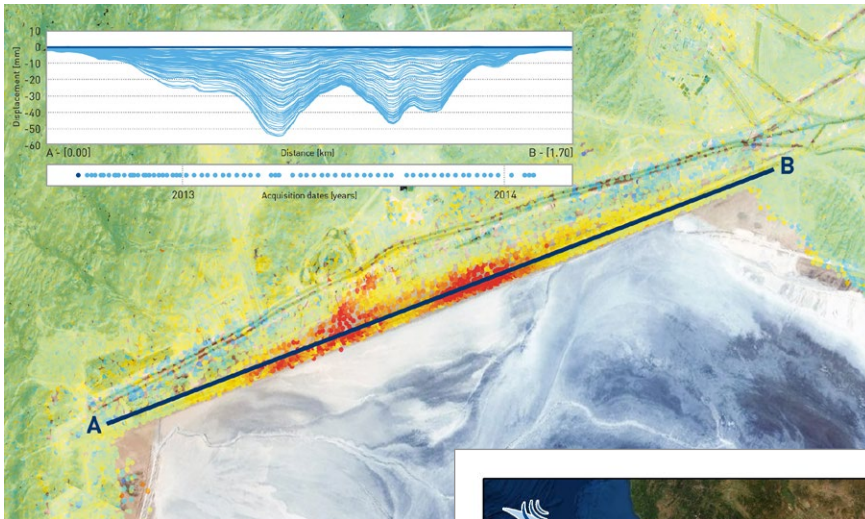 10
0
-10
-20
-30
-40
-50
-60
Displacement [mm]
A - [0.00] Distance [km] B - [1.70]
2013 Acquisition dates [years] 2014
B
A